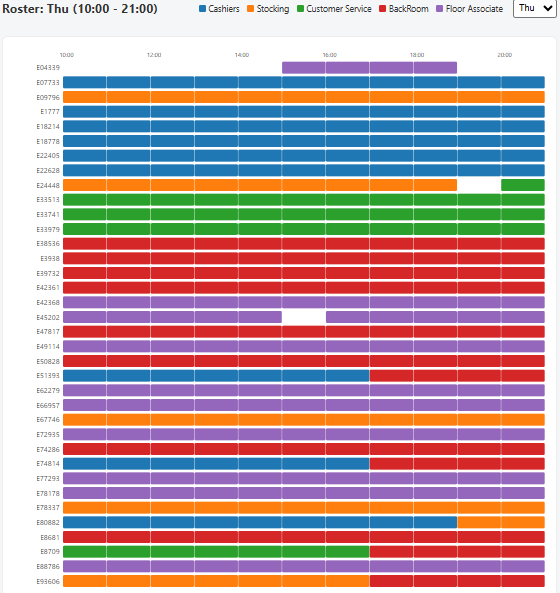 Roster: Thu (10:00 - 21:00)
Cashiers Stocking Customer Service BackRoom Floor Associate
Thu
10:00 12:00 14:00 16:00 18:00 20:00
E04339
E07733
E09796
E1777
E18214
E18778
E22405
E22628
E24448
E33513
E33741
E33979
E38536
E3938
E39732
E42361
E42368
E45202
E47817
E49114
E50828
E51393
E62279
E66957
E67746
E72935
E74286
E74814
E77293
E78178
E78337
E80882
E8681
E8709
E88786
E93606